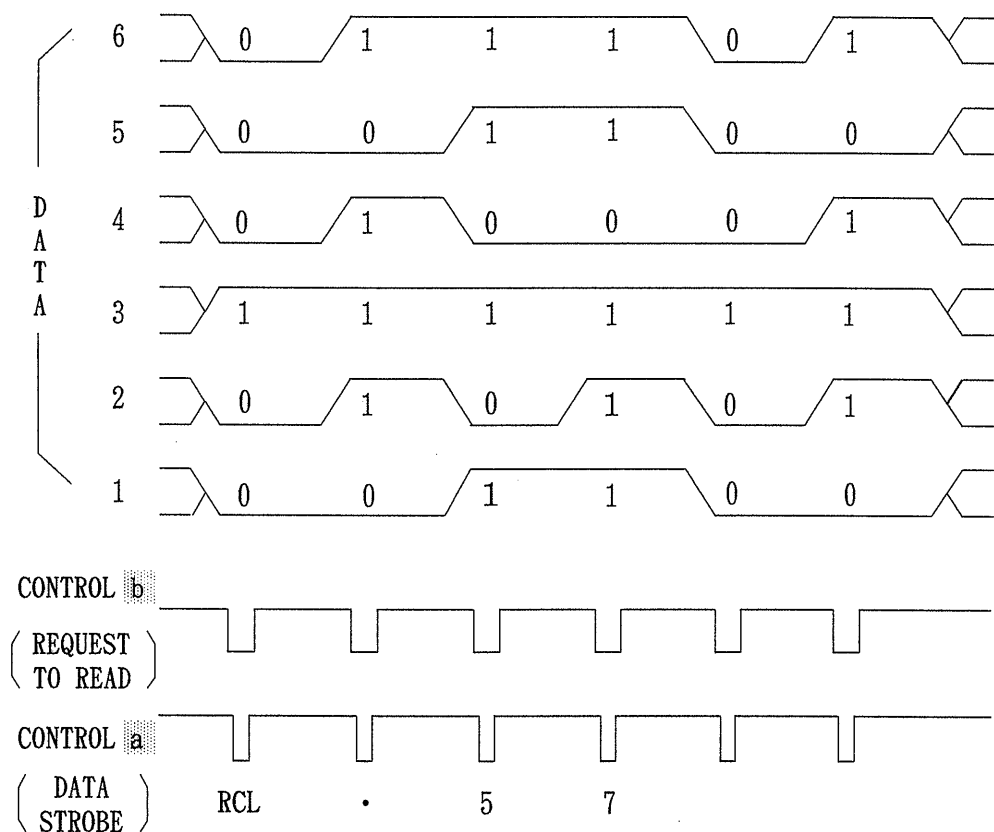 6 0 1 1 1 0 1
5 0 0 1 1 0 0
4 0 1 0 0 0 1
3 1 1 1 1 1 1
2 0 1 0 1 0 1
1 0 0 1 1 0 0
DATA
CONTROL b
( REQUEST
TO READ )
CONTROL a
( DATA
STROBE )
RCL · 5 7